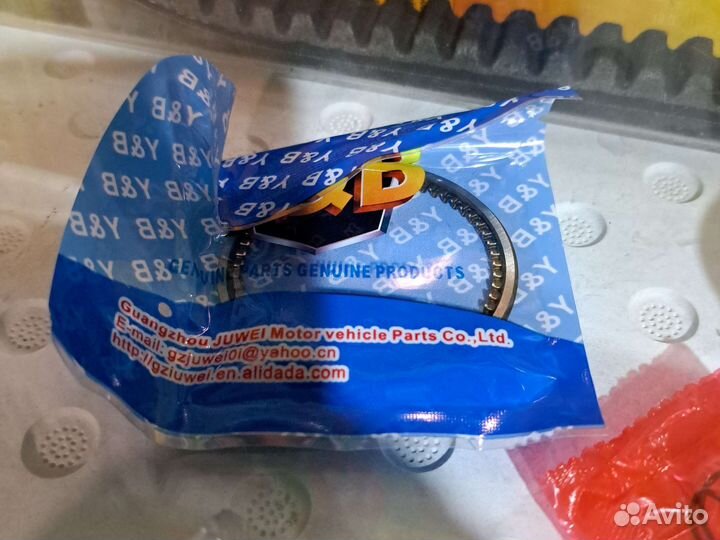 Y&B Y&B Y&B Y&B
GENUINE PARTS GENUINE PRODUCTS
Guangzhou JUWEI Motor vehicle Parts Co.,Ltd.
E-mail: gzjuwei0i@yahoo.cn
http://gzjuwei.en.alidada.com
Avito